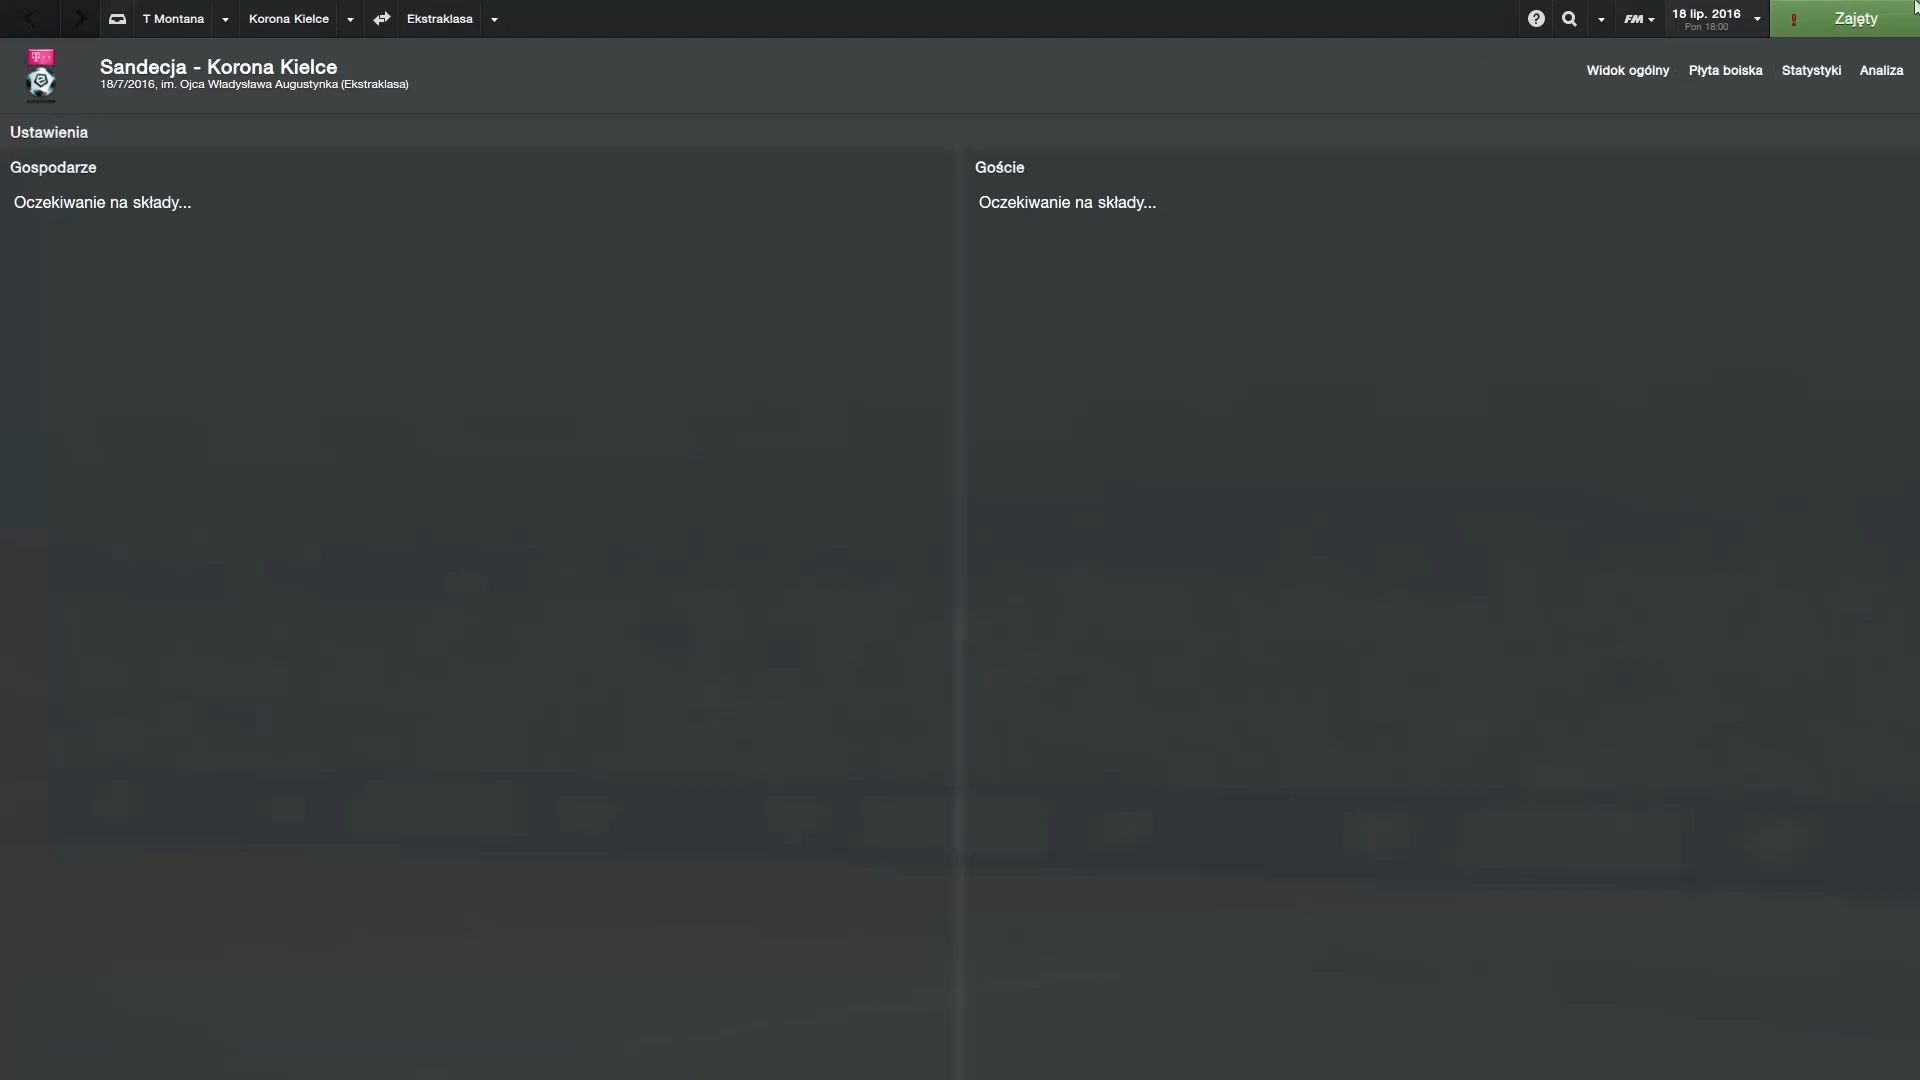 T Montana
Korona Kielce
Ekstraklasa
FM
18 lip. 2016
Pon 18:00
Zajęty
Sandecja - Korona Kielce
18/7/2016, im. Ojca Władysława Augustynka (Ekstraklasa)
Widok ogólny
Płyta boiska
Statystyki
Analiza
Ustawienia
Gospodarze
Goście
Oczekiwanie na składy...
Oczekiwanie na składy...